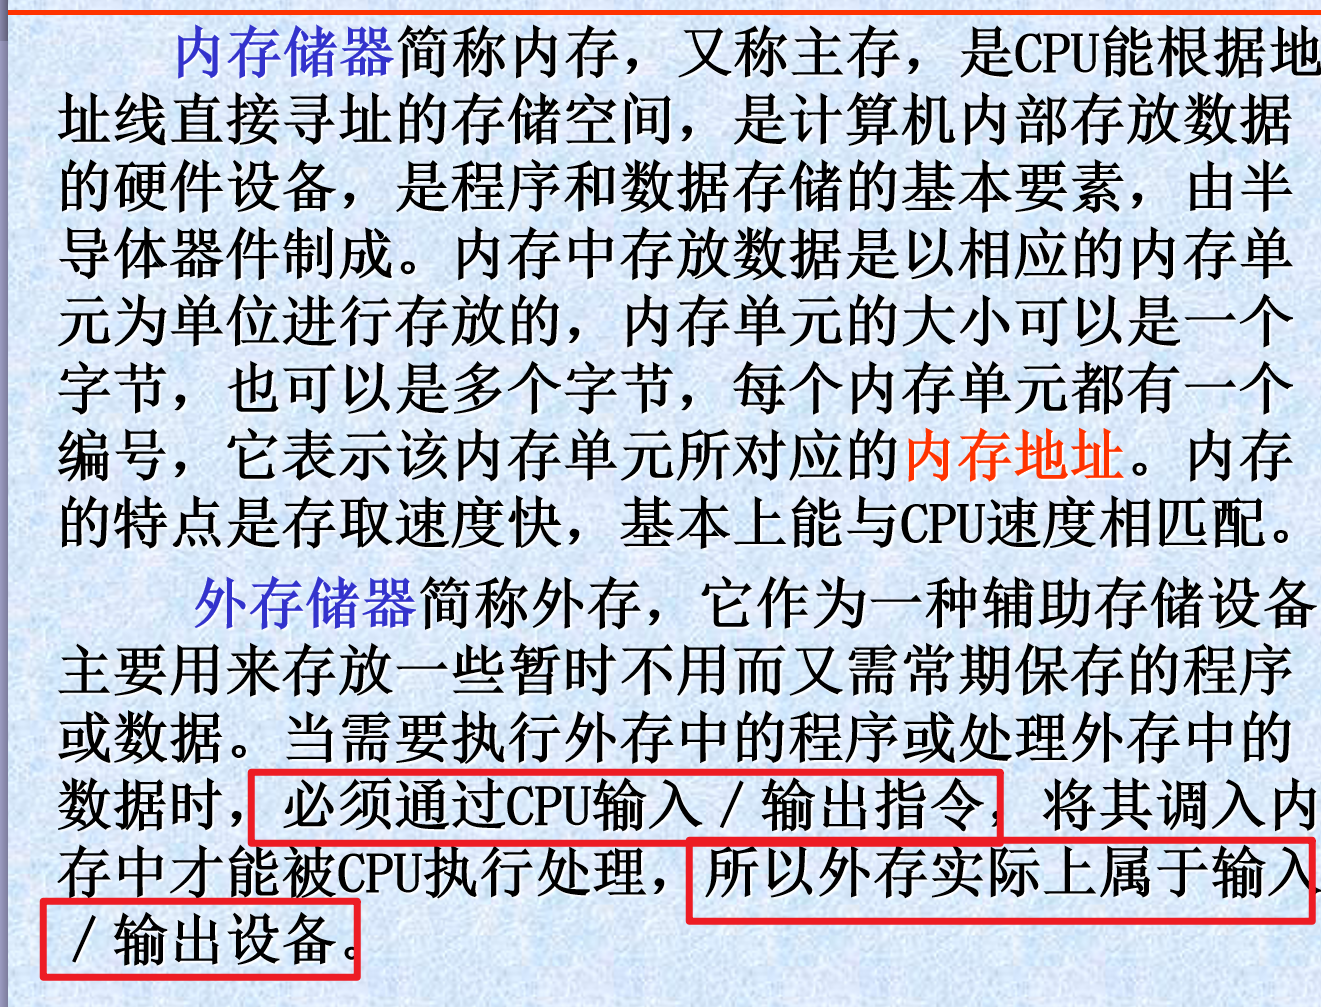 内存储器简称内存，又称主存，是CPU能根据地
址线直接寻址的存储空间，是计算机内部存放数据
的硬件设备，是程序和数据存储的基本要素，由半
导体器件制成。内存中存放数据是以相应的内存单
元为单位进行存放的，内存单元的大小可以是一个
字节，也可以是多个字节，每个内存单元都有一个
编号，它表示该内存单元所对应的内存地址。内存
的特点是存取速度快，基本上能与CPU速度相匹配。
外存储器简称外存，它作为一种辅助存储设备
主要用来存放一些暂时不用而又需常期保存的程序
或数据。当需要执行外存中的程序或处理外存中的
数据时，必须通过CPU输入／输出指令，将其调入内
存中才能被CPU执行处理，所以外存实际上属于输入
／输出设备。